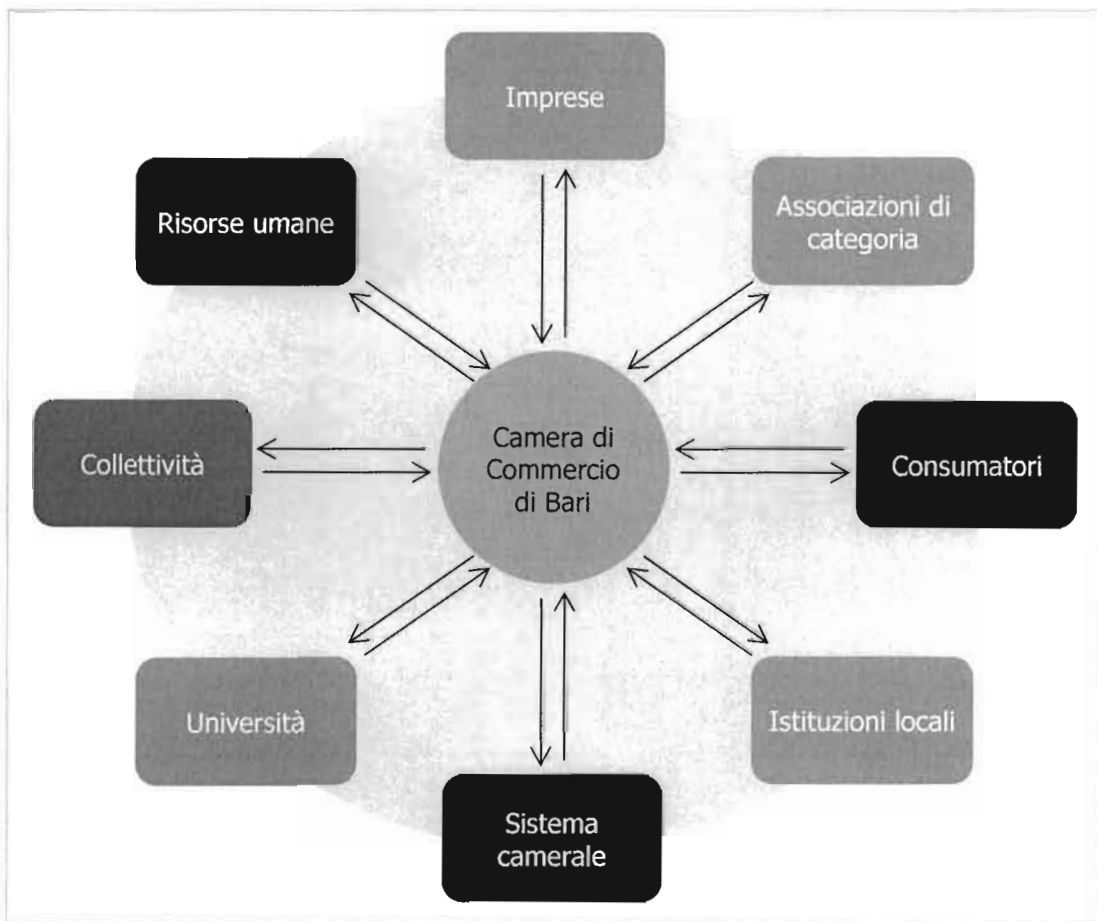 Imprese
Risorse umane
Associazioni di
categoria
Collettività
Camera di
Commercio
di Bari
Consumatori
Università
Istituzioni locali
Sistema
camerale